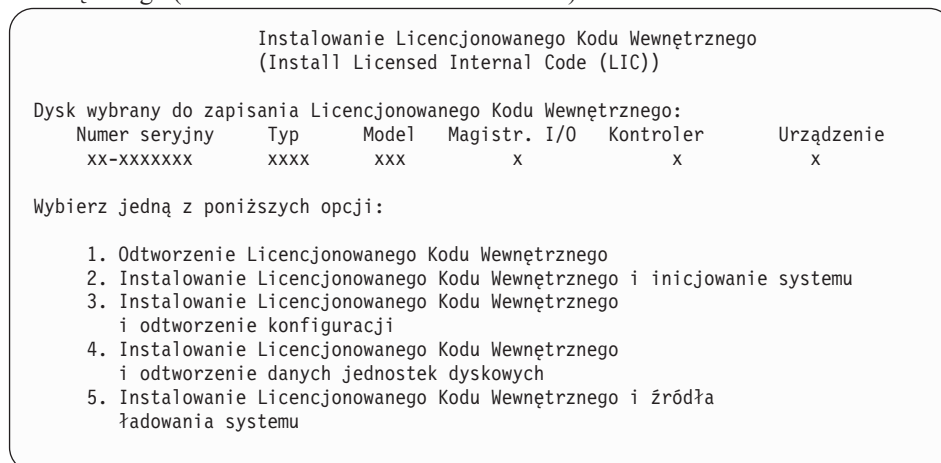 Instalowanie Licencjonowanego Kodu Wewnętrznego
(Install Licensed Internal Code (LIC))
Dysk wybrany do zapisania Licencjonowanego Kodu Wewnętrznego:
Numer seryjny Typ Model Magistr. I/O Kontroler Urządzenie
xx-xxxxxxx xxxx xxx x x x
Wybierz jedną z poniższych opcji:
1. Odtworzenie Licencjonowanego Kodu Wewnętrznego
2. Instalowanie Licencjonowanego Kodu Wewnętrznego i inicjowanie systemu
3. Instalowanie Licencjonowanego Kodu Wewnętrznego
i odtworzenie konfiguracji
4. Instalowanie Licencjonowanego Kodu Wewnętrznego
i odtworzenie danych jednostek dyskowych
5. Instalowanie Licencjonowanego Kodu Wewnętrznego i źródła
ładowania systemu